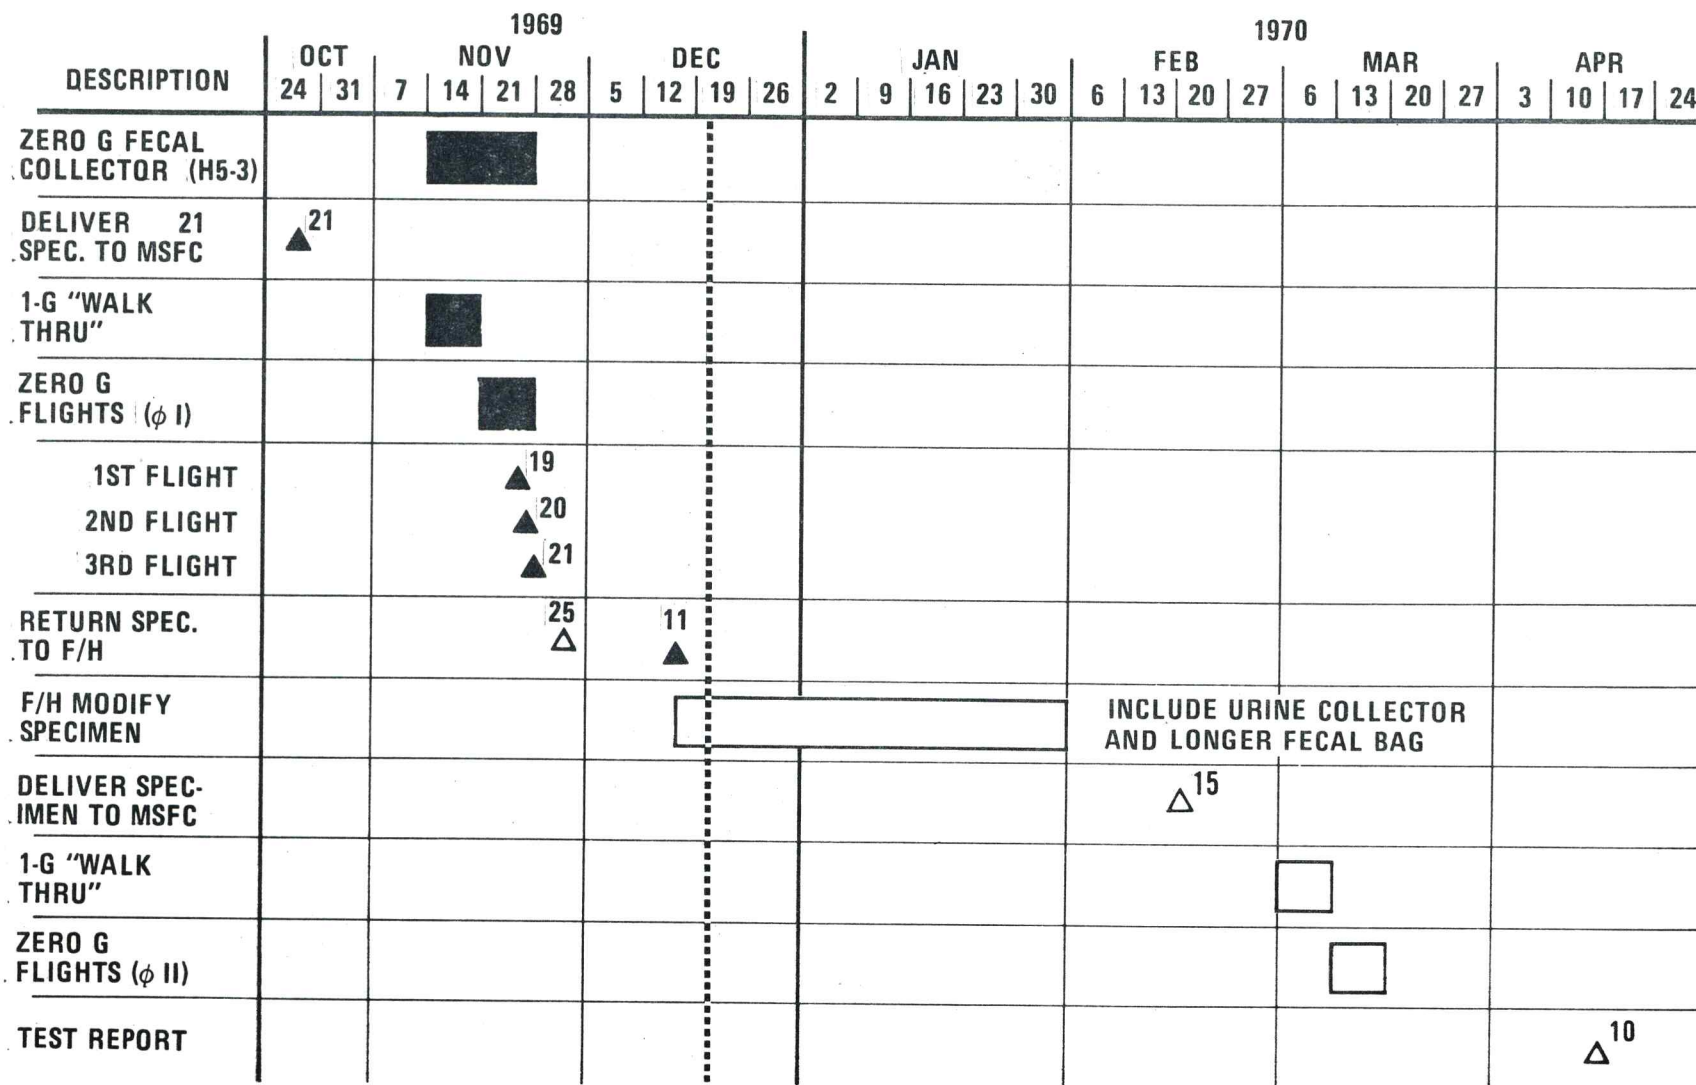 1969
1970
OCT NOV DEC JAN FEB MAR APR
DESCRIPTION 24 31 7 14 21 28 5 12 19 26 2 9 16 23 30 6 13 20 27 6 13 20 27 3 10 17 24
ZERO G FECAL
COLLECTOR (H5-3)
DELIVER 21
SPEC. TO MSFC
21
1-G "WALK
THRU"
ZERO G
FLIGHTS (φ I)
1ST FLIGHT 19
2ND FLIGHT 20
3RD FLIGHT 21
RETURN SPEC.
TO F/H
25 11
F/H MODIFY
SPECIMEN
INCLUDE URINE COLLECTOR
AND LONGER FECAL BAG
DELIVER SPEC-
IMEN TO MSFC
15
1-G "WALK
THRU"
ZERO G
FLIGHTS (φ II)
TEST REPORT 10